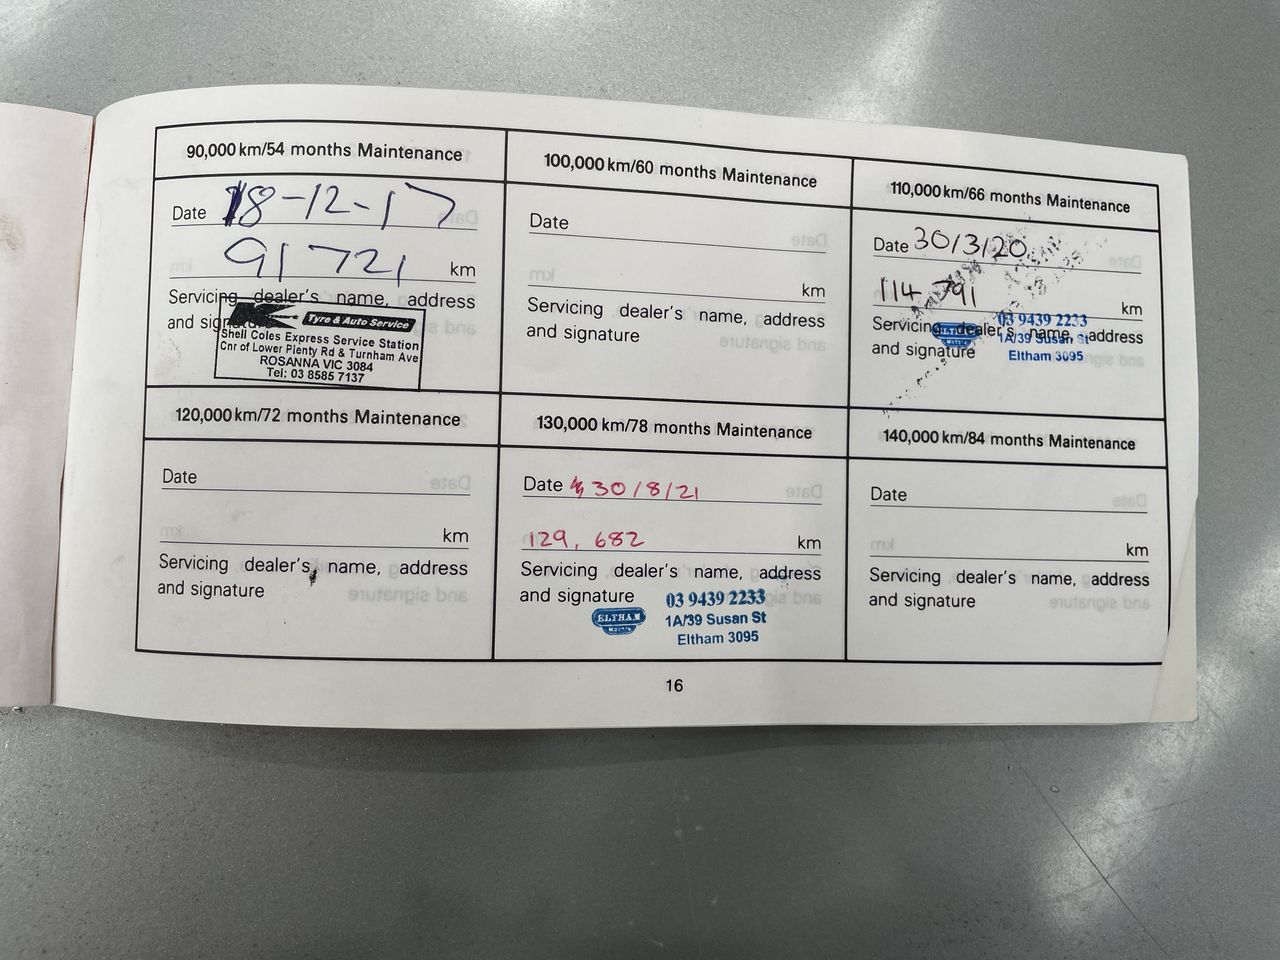 90,000 km/54 months Maintenance
Date 18-12-17
91721 km
Servicing dealer's name, address
and signature
Tyre & Auto Service
Shell Coles Express Service Station
Cnr of Lower Plenty Rd & Turnham Ave
ROSANNA VIC 3084
Tel: 03 8585 7137
100,000 km/60 months Maintenance
Date
km
Servicing dealer's name, address
and signature
110,000 km/66 months Maintenance
Date 30/3/20
114 791 km
Servicing dealer's name, address
and signature
ELTHAM
03 9439 2233
1A/39 Susan St
Eltham 3095
120,000 km/72 months Maintenance
Date
km
Servicing dealer's name, address
and signature
130,000 km/78 months Maintenance
Date 30/8/21
129, 682 km
Servicing dealer's name, address
and signature
ELTHAM
03 9439 2233
1A/39 Susan St
Eltham 3095
140,000 km/84 months Maintenance
Date
km
Servicing dealer's name, address
and signature
16